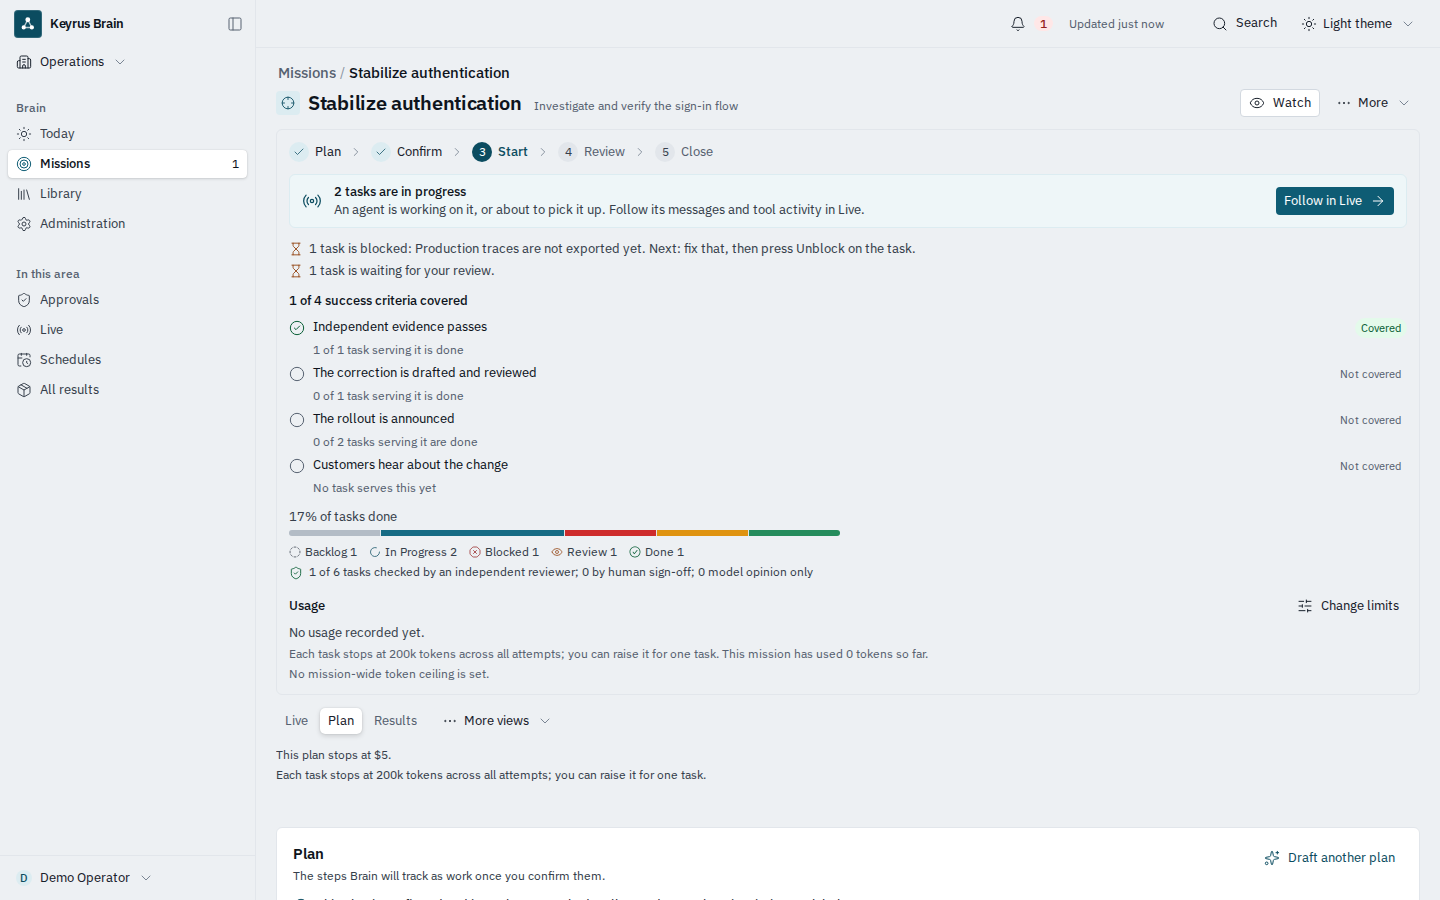 Keyrus Brain
1
Updated just now
Search
Light theme
Operations
Brain
Today
Missions
1
Library
Administration
In this area
Approvals
Live
Schedules
All results
D
Demo Operator
Missions / Stabilize authentication
Stabilize authentication
Investigate and verify the sign-in flow
Watch
More
Plan
Confirm
3 Start
4 Review
5 Close
2 tasks are in progress
An agent is working on it, or about to pick it up. Follow its messages and tool activity in Live.
Follow in Live
1 task is blocked: Production traces are not exported yet. Next: fix that, then press Unblock on the task.
1 task is waiting for your review.
1 of 4 success criteria covered
Independent evidence passes
Covered
1 of 1 task serving it is done
The correction is drafted and reviewed
Not covered
0 of 1 task serving it is done
The rollout is announced
Not covered
0 of 2 tasks serving it are done
Customers hear about the change
Not covered
No task serves this yet
17% of tasks done
Backlog 1
In Progress 2
Blocked 1
Review 1
Done 1
1 of 6 tasks checked by an independent reviewer; 0 by human sign-off; 0 model opinion only
Usage
Change limits
No usage recorded yet.
Each task stops at 200k tokens across all attempts; you can raise it for one task. This mission has used 0 tokens so far.
No mission-wide token ceiling is set.
Live
Plan
Results
More views
This plan stops at $5.
Each task stops at 200k tokens across all attempts; you can raise it for one task.
Plan
Draft another plan
The steps Brain will track as work once you confirm them.